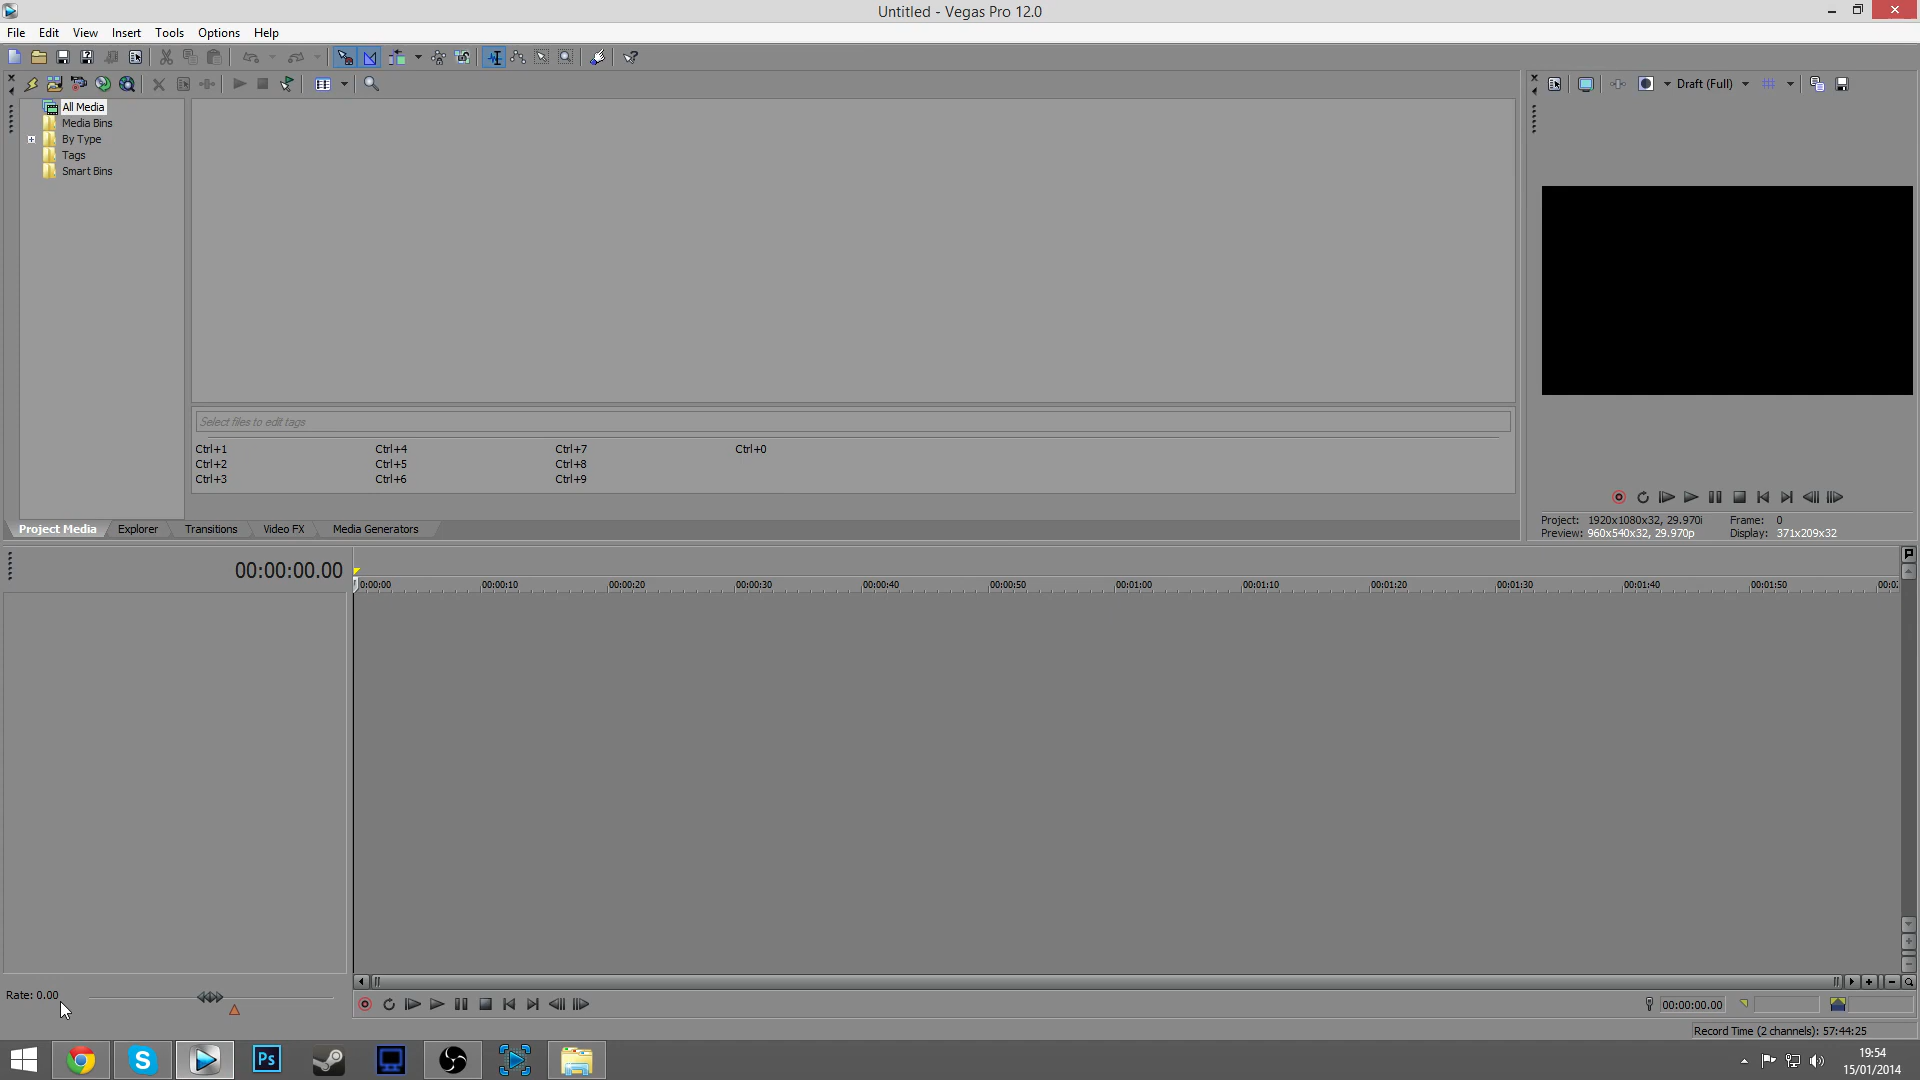 Untitled - Vegas Pro 12.0
File Edit View Insert Tools Options Help
Draft (Full)
All Media
Media Bins
By Type
Tags
Smart Bins
Select files to edit tags
Ctrl+1 Ctrl+4 Ctrl+7 Ctrl+0
Ctrl+2 Ctrl+5 Ctrl+8
Ctrl+3 Ctrl+6 Ctrl+9
Project Media Explorer Transitions Video FX Media Generators
Project: 1920x1080x32, 29.970i Frame: 0
Preview: 960x540x32, 29.970p Display: 371x209x32
00:00:00.00
0:00:00 00:00:10 00:00:20 00:00:30 00:00:40 00:00:50 00:01:00 00:01:10 00:01:20 00:01:30 00:01:40 00:01:50 00:0
Rate: 0.00
00:00:00.00
Record Time (2 channels): 57:44:25
S Ps
19:54
15/01/2014